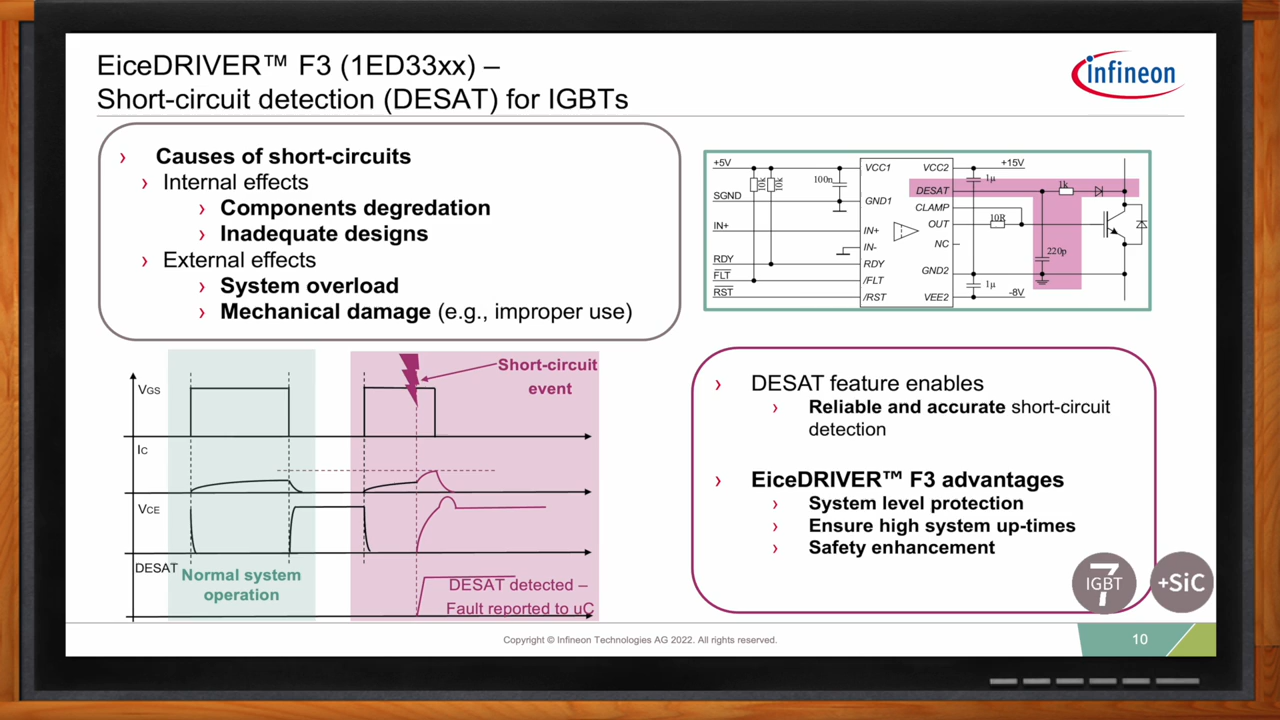 EiceDRIVER™ F3 (1ED33xx) –
Short-circuit detection (DESAT) for IGBTs
infineon
› Causes of short-circuits
› Internal effects
› Components degredation
› Inadequate designs
› External effects
› System overload
› Mechanical damage (e.g., improper use)
+5V
SGND
IN+
RDY
FLT
RST
10k
10k
100n
VCC1
GND1
IN+
IN-
RDY
/FLT
/RST
VCC2
DESAT
CLAMP
OUT
NC
GND2
VEE2
+15V
1µ
1k
10R
220p
1µ
-8V
VGS
IC
VCE
DESAT
Normal system
operation
Short-circuit
event
DESAT detected –
Fault reported to uC
› DESAT feature enables
› Reliable and accurate short-circuit
detection
› EiceDRIVER™ F3 advantages
› System level protection
› Ensure high system up-times
› Safety enhancement
7
IGBT
+SiC
Copyright © Infineon Technologies AG 2022. All rights reserved.
10